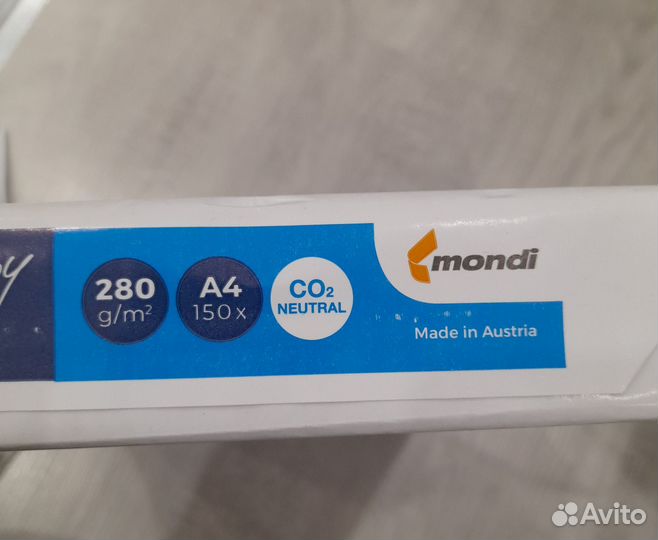 280
g/m²
A4
150 x
CO₂
NEUTRAL
mondi
Made in Austria
Avito